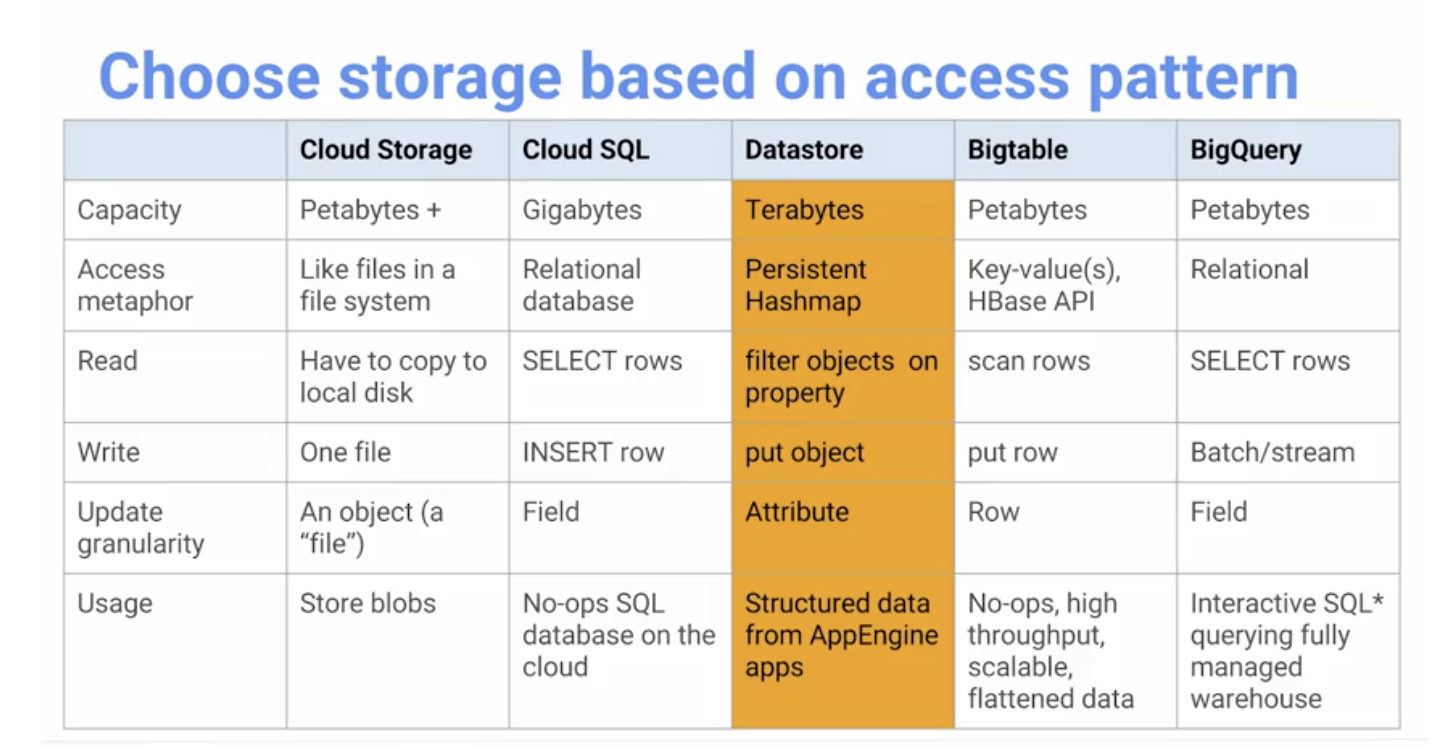 Choose storage based on access pattern
Cloud Storage
Cloud SQL
Datastore
Bigtable
BigQuery
Capacity
Petabytes +
Gigabytes
Terabytes
Petabytes
Petabytes
Access
metaphor
Like files in a
file system
Relational
database
Persistent
Hashmap
Key-value(s),
HBase API
Relational
Read
Have to copy to
local disk
SELECT rows
filter objects on
property
scan rows
SELECT rows
Write
One file
INSERT row
put object
put row
Batch/stream
Update
granularity
An object (a
“file”)
Field
Attribute
Row
Field
Usage
Store blobs
No-ops SQL
database on the
cloud
Structured data
from AppEngine
apps
No-ops, high
throughput,
scalable,
flattened data
Interactive SQL*
querying fully
managed
warehouse